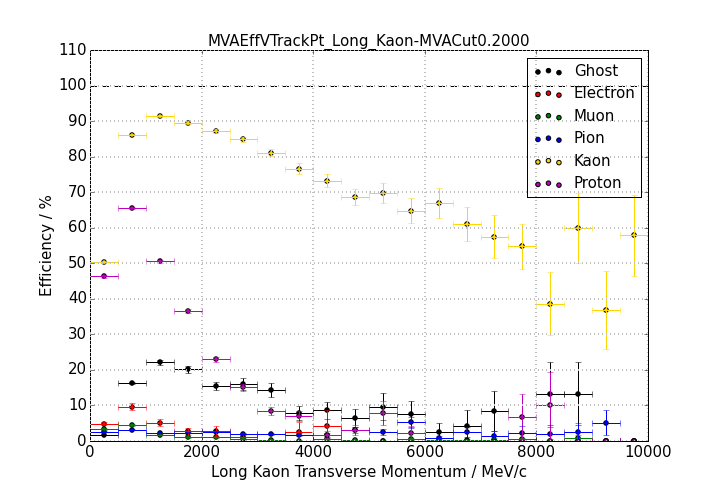 MVAEffVTrackPt_Long_Kaon-MVACut0.2000
110
100
90
80
70
60
50
40
30
20
10
0
Efficiency / %
Ghost
Electron
Muon
Pion
Kaon
Proton
0 2000 4000 6000 8000 10000
Long Kaon Transverse Momentum / MeV/c